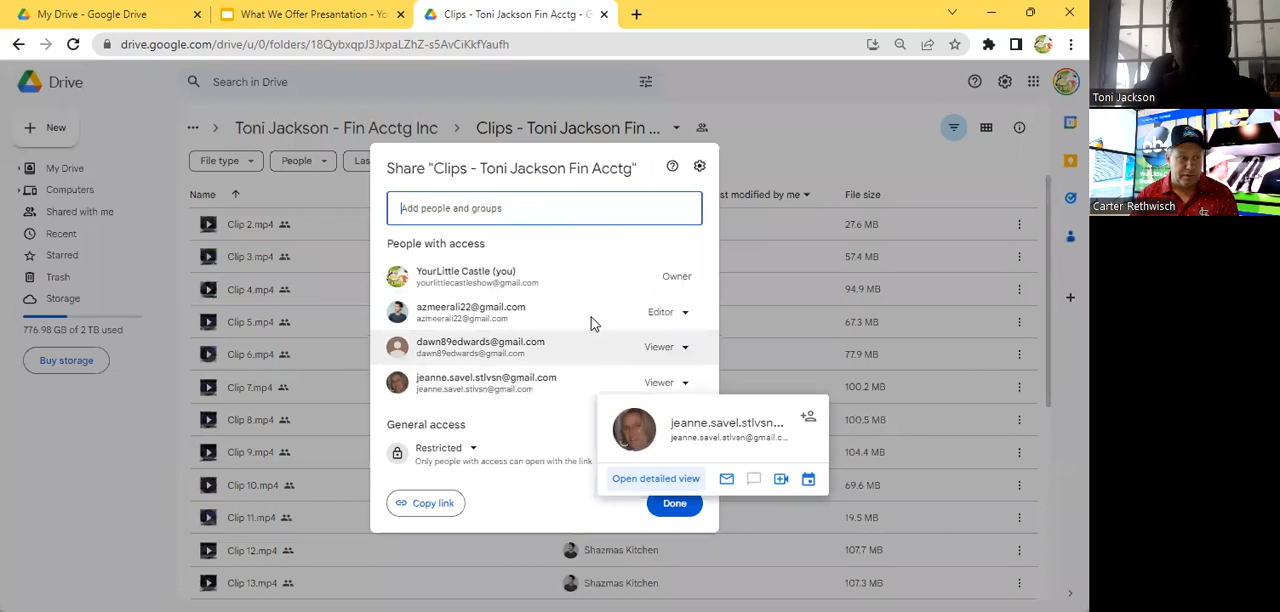 My Drive - Google Drive
What We Offer Presantation - Yo
Clips - Toni Jackson Fin Acctg - G
drive.google.com/drive/u/0/folders/18QybxqpJ3JxpaLZhZ-s5AvCiKkfYaufh
Drive
Search in Drive
New
My Drive
Computers
Shared with me
Recent
Starred
Trash
Storage
776.98 GB of 2 TB used
Buy storage
Toni Jackson - Fin Acctg Inc
Clips - Toni Jackson Fin ...
File type
People
Las
Name
st modified by me
File size
Clip 2.mp4
27.6 MB
Clip 3.mp4
57.4 MB
Clip 4.mp4
94.9 MB
Clip 5.mp4
67.3 MB
Clip 6.mp4
77.9 MB
Clip 7.mp4
100.2 MB
Clip 8.mp4
100.5 MB
Clip 9.mp4
104.4 MB
Clip 10.mp4
69.6 MB
Clip 11.mp4
19.5 MB
Clip 12.mp4
Shazmas Kitchen
107.7 MB
Clip 13.mp4
Shazmas Kitchen
107.3 MB
Share "Clips - Toni Jackson Fin Acctg"
Add people and groups
People with access
YourLittle Castle (you)
yourlittlecastleshow@gmail.com
Owner
azmeerali22@gmail.com
azmeerali22@gmail.com
Editor
dawn89edwards@gmail.com
dawn89edwards@gmail.com
Viewer
jeanne.savel.stlvsn@gmail.com
jeanne.savel.stlvsn@gmail.com
Viewer
General access
Restricted
Only people with access can open with the link
Copy link
Done
jeanne.savel.stlvsn...
jeanne.savel.stlvsn@gmail.c...
Open detailed view
Toni Jackson
abc
Carter Rethwisch